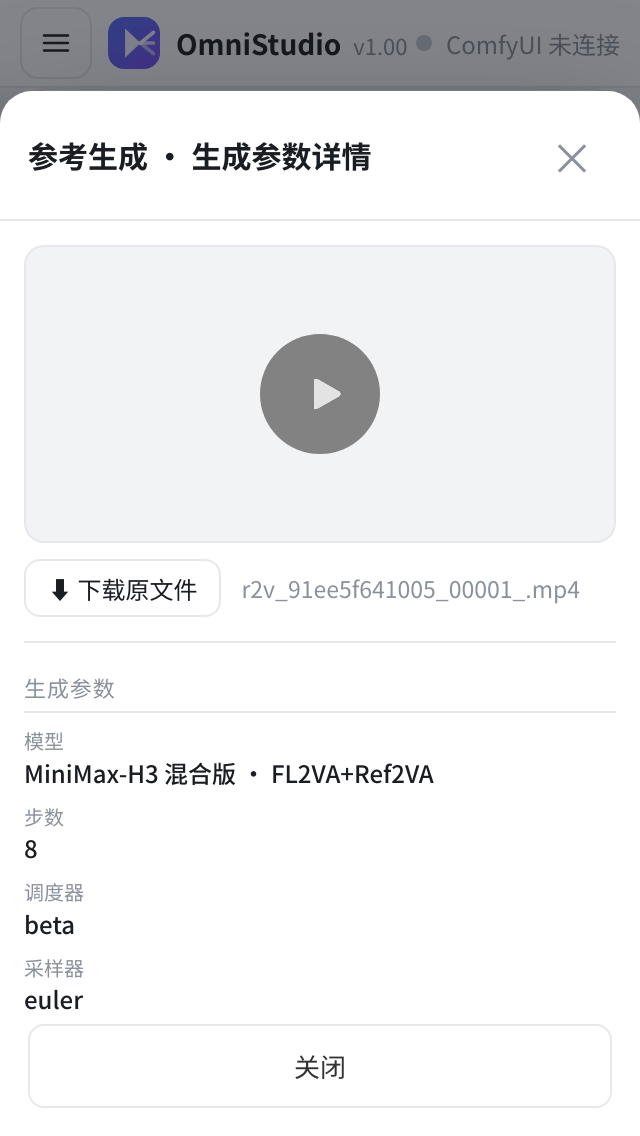 OmniStudio v1.00 ComfyUI 未连接
参考生成 · 生成参数详情
下载原文件 r2v_91ee5f641005_00001_.mp4
生成参数
模型
MiniMax-H3 混合版 · FL2VA+Ref2VA
步数
8
调度器
beta
采样器
euler
关闭